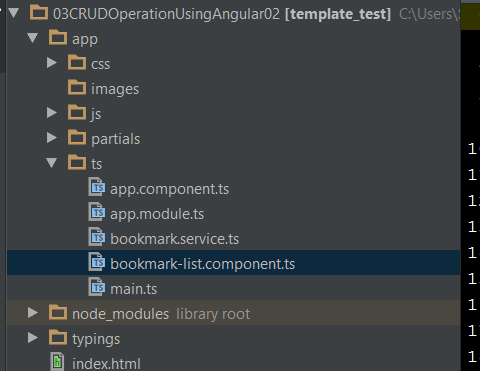 03CRUDOperationUsingAngular02 [template_test] C:\Users\
app
css
images
js
partials
ts
app.component.ts
app.module.ts
bookmark.service.ts
bookmark-list.component.ts
main.ts
node_modules library root
typings
index.html